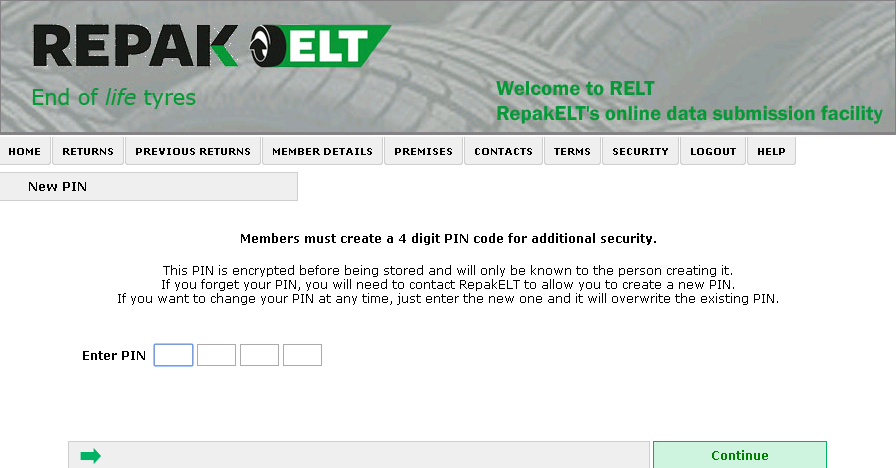 REPAK ELT
End of life tyres
Welcome to RELT
RepakELT's online data submission facility
HOME RETURNS PREVIOUS RETURNS MEMBER DETAILS PREMISES CONTACTS TERMS SECURITY LOGOUT HELP
New PIN
Members must create a 4 digit PIN code for additional security.
This PIN is encrypted before being stored and will only be known to the person creating it.
If you forget your PIN, you will need to contact RepakELT to allow you to create a new PIN.
If you want to change your PIN at any time, just enter the new one and it will overwrite the existing PIN.
Enter PIN
Continue